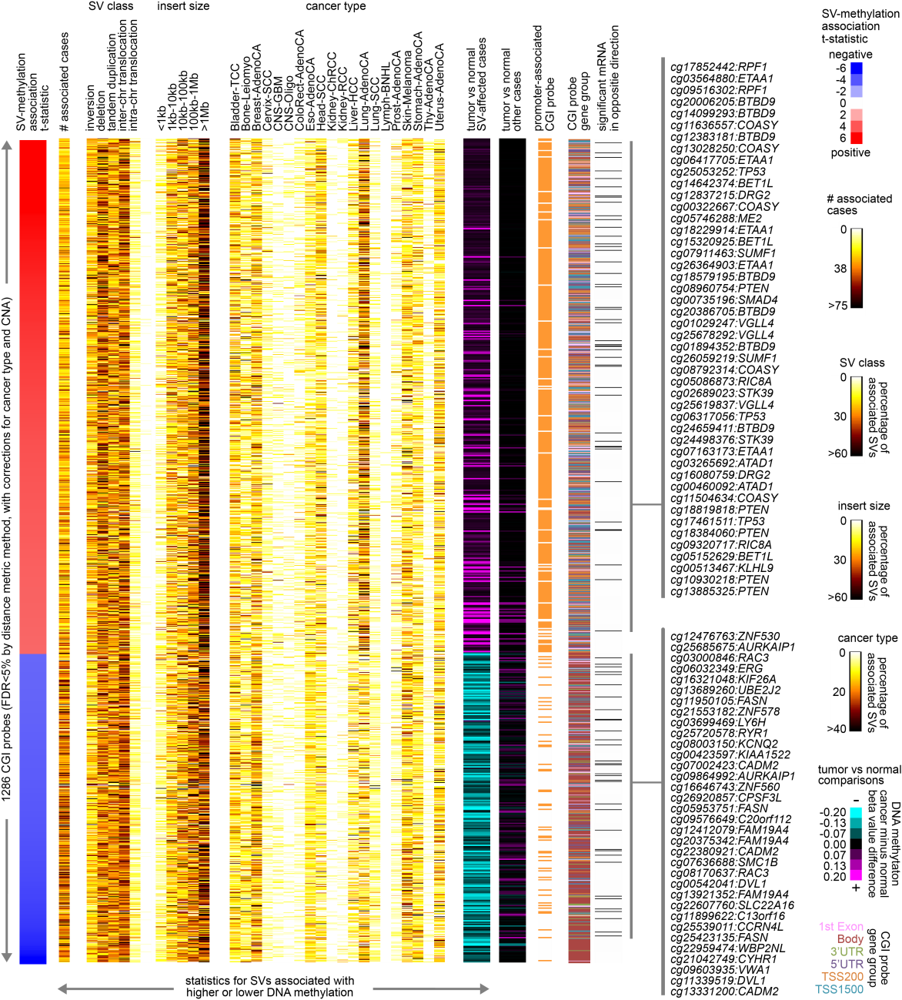 SV class
insert size
cancer type
SV-methylation
association
t-statistic
# associated cases
inversion
deletion
tandem duplication
inter-chr translocation
intra-chr translocation
<1kb
1kb-10kb
10kb-100kb
100kb-1Mb
>1Mb
Bladder-TCC
Bone-Leiomyo
Breast-AdenoCA
Cervix-SCC
CNS-GBM
CNS-Oligo
ColoRect-AdenoCA
Eso-AdenoCA
Head-SCC
Kidney-ChRCC
Kidney-RCC
Liver-HCC
Lung-AdenoCA
Lung-SCC
Lymph-BNHL
Prost-AdenoCA
Skin-Melanoma
Stomach-AdenoCA
Thy-AdenoCA
Uterus-AdenoCA
tumor vs normal
SV-affected cases
tumor vs normal
other cases
promoter-associated
CGI probe
CGI probe
gene group
significant mRNA
in oppositie direction
1286 CGI probes (FDR<5% by distance metric method, with corrections for cancer type and CNA)
statistics for SVs associated with
higher or lower DNA methylation
cg17852442:RPF1
cg03564880:ETAA1
cg09516302:RPF1
cg20006205:BTBD9
cg14099293:BTBD9
cg11636557:COASY
cg12383181:BTBD9
cg13028250:COASY
cg06417705:ETAA1
cg25053252:TP53
cg14642374:BET1L
cg12837215:DRG2
cg00322667:COASY
cg05746288:ME2
cg18229914:ETAA1
cg15320925:BET1L
cg07911463:SUMF1
cg26364903:ETAA1
cg18579195:BTBD9
cg08960754:PTEN
cg00735196:SMAD4
cg20386705:BTBD9
cg01029247:VGLL4
cg25678292:VGLL4
cg01894352:BTBD9
cg26059219:SUMF1
cg08792314:COASY
cg05086873:RIC8A
cg02689023:STK39
cg25619837:VGLL4
cg06317056:TP53
cg24659411:BTBD9
cg24498376:STK39
cg07163173:ETAA1
cg03265692:ATAD1
cg16080759:DRG2
cg00460092:ATAD1
cg11504634:COASY
cg18819818:PTEN
cg17461511:TP53
cg18384060:PTEN
cg09320717:RIC8A
cg05152629:BET1L
cg00513467:KLHL9
cg10930218:PTEN
cg13885325:PTEN
cg12476763:ZNF530
cg25685675:AURKAIP1
cg03000846:RAC3
cg06032349:ERG
cg16321048:KIF26A
cg13689260:UBE2J2
cg11950105:FASN
cg21553182:ZNF578
cg03699469:LY6H
cg25720578:RYR1
cg08003150:KCNQ2
cg00423597:KIAA1522
cg07002423:CADM2
cg09864992:AURKAIP1
cg16646743:ZNF560
cg26920857:CPSF3L
cg05953751:FASN
cg09576649:C20orf112
cg12412079:FAM19A4
cg20375342:FAM19A4
cg22380921:CADM2
cg07636688:SMC1B
cg08170637:RAC3
cg00542041:DVL1
cg13921352:FAM19A4
cg22607760:SLC22A16
cg11899622:C13orf16
cg25539011:CCRN4L
cg25423135:FASN
cg22959474:WBP2NL
cg21042749:CYHR1
cg09603935:VWA1
cg11339519:DVL1
cg13331200:CADM2
SV-methylation
association
t-statistic
negative
-6
-4
-2
0
2
4
6
positive
# associated
cases
0
38
>75
SV class
0
30
>60
percentage of
associated SVs
insert size
0
30
>60
percentage of
associated SVs
cancer type
0
20
>40
percentage of
associated SVs
tumor vs normal
comparisons
-
-0.20
-0.13
-0.07
0.00
0.07
0.13
0.20
+
DNA methylaton
cancer minus normal
beta value difference
1st Exon
Body
3'UTR
5'UTR
TSS200
TSS1500
CGI probe
gene group